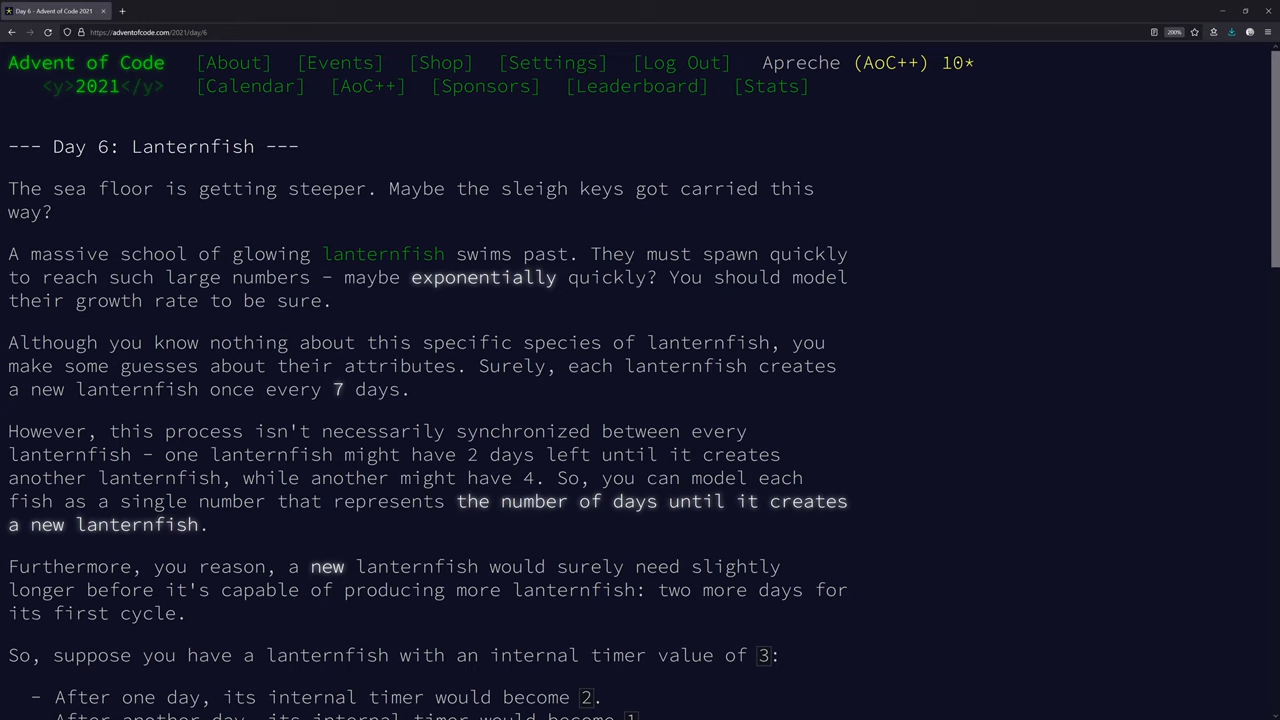 Day 6 - Advent of Code 2021
https://adventofcode.com/2021/day/6
200%
Advent of Code [About] [Events] [Shop] [Settings] [Log Out] Apreche (AoC++) 10*
<y>2021</y> [Calendar] [AoC++] [Sponsors] [Leaderboard] [Stats]
--- Day 6: Lanternfish ---
The sea floor is getting steeper. Maybe the sleigh keys got carried this
way?
A massive school of glowing lanternfish swims past. They must spawn quickly
to reach such large numbers - maybe exponentially quickly? You should model
their growth rate to be sure.
Although you know nothing about this specific species of lanternfish, you
make some guesses about their attributes. Surely, each lanternfish creates
a new lanternfish once every 7 days.
However, this process isn't necessarily synchronized between every
lanternfish - one lanternfish might have 2 days left until it creates
another lanternfish, while another might have 4. So, you can model each
fish as a single number that represents the number of days until it creates
a new lanternfish.
Furthermore, you reason, a new lanternfish would surely need slightly
longer before it's capable of producing more lanternfish: two more days for
its first cycle.
So, suppose you have a lanternfish with an internal timer value of 3:
- After one day, its internal timer would become 2.
- After another day, its internal timer would become 1.